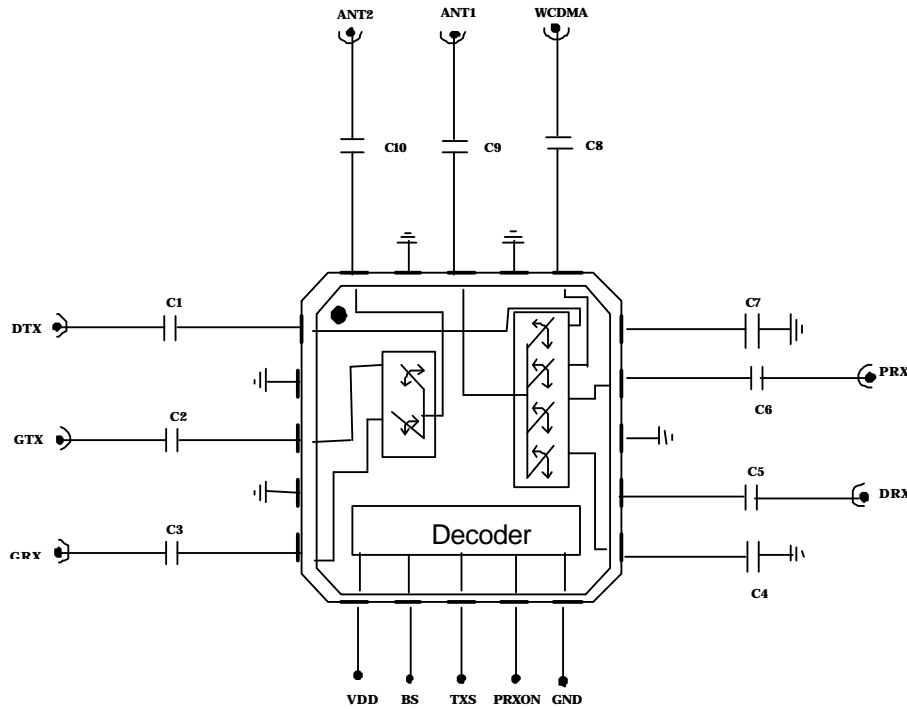 ANT2 ANT1 WCDMA
C10 C9 C8
C1 C7
DTX
PRX
C6
C2
GTX
C5
DRX
C3
Decoder
GRX
C4
VDD BS TXS PRXON GND